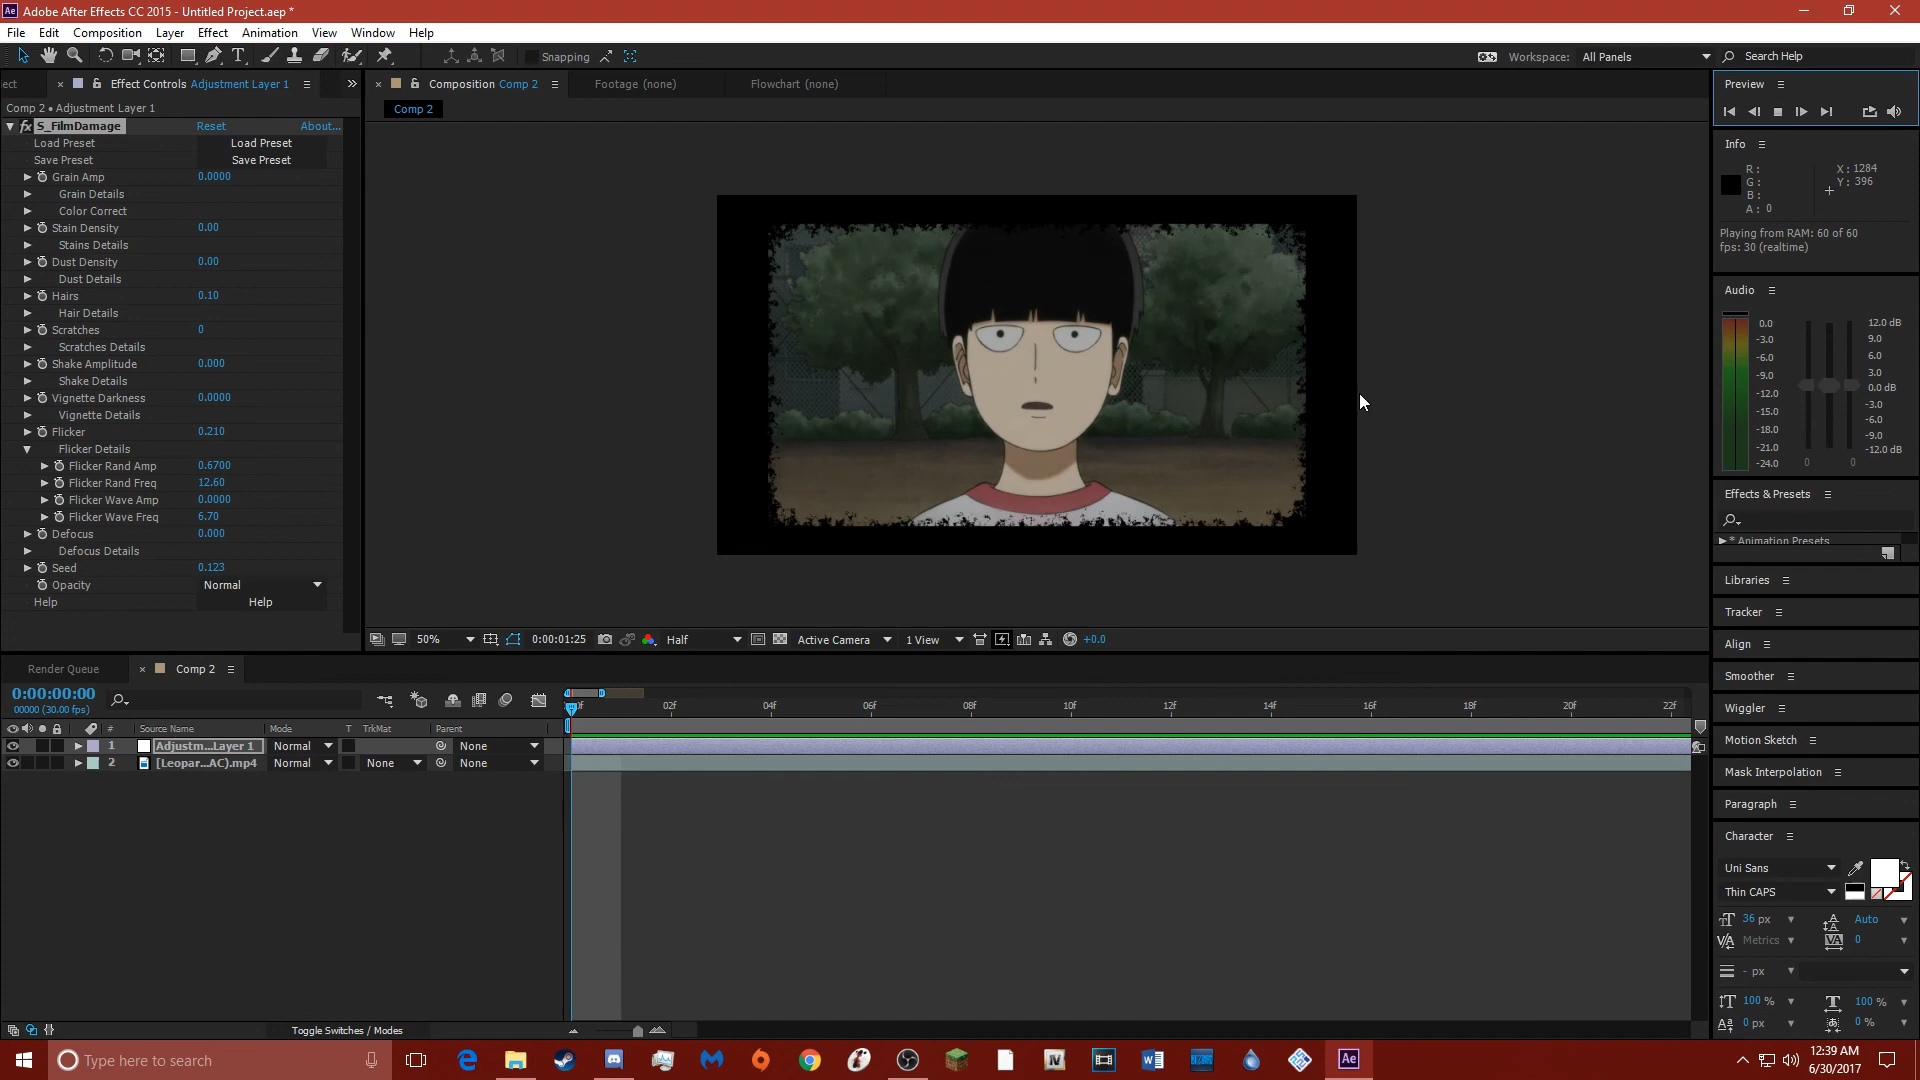 Adobe After Effects CC 2015 - Untitled Project.aep *
File Edit Composition Layer Effect Animation View Window Help
Snapping
Workspace: All Panels
Search Help
ect
Effect Controls Adjustment Layer 1
Composition Comp 2
Footage (none)
Flowchart (none)
Preview
Comp 2 • Adjustment Layer 1
Comp 2
fx S_FilmDamage Reset About...
Load Preset Load Preset
Save Preset Save Preset
Grain Amp 0.0000
Grain Details
Color Correct
Stain Density 0.00
Stains Details
Dust Density 0.00
Dust Details
Hairs 0.10
Hair Details
Scratches 0
Scratches Details
Shake Amplitude 0.000
Shake Details
Vignette Darkness 0.0000
Vignette Details
Flicker 0.210
Flicker Details
Flicker Rand Amp 0.6700
Flicker Rand Freq 12.60
Flicker Wave Amp 0.0000
Flicker Wave Freq 6.70
Defocus 0.000
Defocus Details
Seed 0.123
Opacity Normal
Help Help
50% 0:00:01:25 Half Active Camera 1 View +0.0
Info
R :
G :
B :
A : 0
X : 1284
Y : 396
Playing from RAM: 60 of 60
fps: 30 (realtime)
Audio
0.0
-3.0
-6.0
-9.0
-12.0
-15.0
-18.0
-21.0
-24.0
12.0 dB
9.0
6.0
3.0
0.0 dB
-3.0
-6.0
-9.0
-12.0 dB
0 0
Effects & Presets
* Animation Presets
Libraries
Tracker
Align
Smoother
Wiggler
Motion Sketch
Mask Interpolation
Paragraph
Character
Uni Sans
Thin CAPS
36 px Auto
Metrics 0
- px
100 % 100 %
0 px 0 %
Render Queue
Comp 2
0:00:00:00
00000 (30.00 fps)
0f 02f 04f 06f 08f 10f 12f 14f 16f 18f 20f 22f
# Source Name Mode T TrkMat Parent
1 Adjustm...Layer 1 Normal None
2 [Leopar...AC).mp4 Normal None None
Toggle Switches / Modes
Type here to search
Ae
12:39 AM
6/30/2017